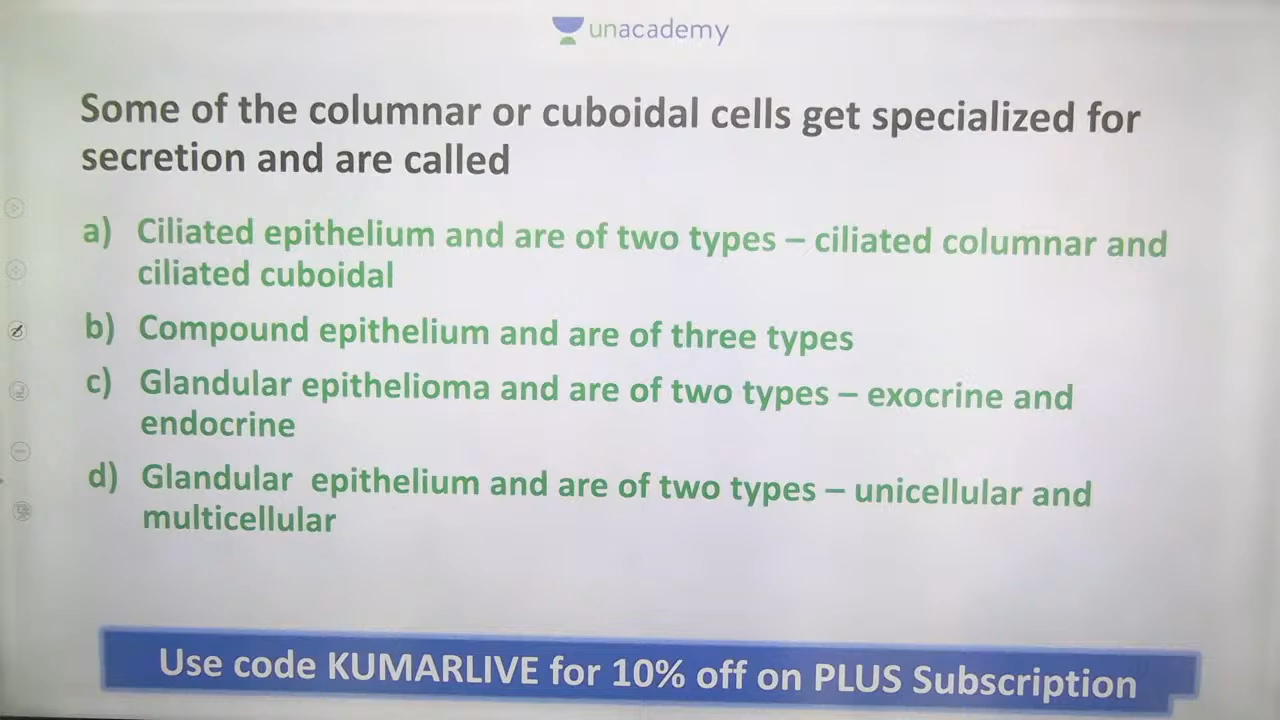 unacademy
Some of the columnar or cuboidal cells get specialized for
secretion and are called
a) Ciliated epithelium and are of two types – ciliated columnar and
ciliated cuboidal
b) Compound epithelium and are of three types
c) Glandular epithelioma and are of two types – exocrine and
endocrine
d) Glandular epithelium and are of two types – unicellular and
multicellular
Use code KUMARLIVE for 10% off on PLUS Subscription